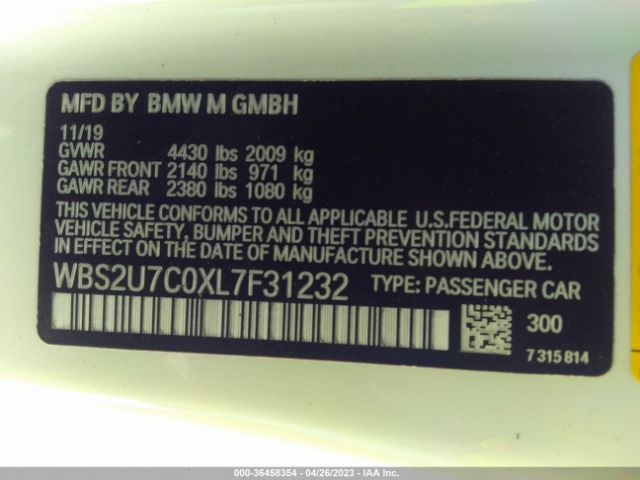 MFD BY BMW M GMBH
11/19
GVWR 4430 lbs 2009 kg
GAWR FRONT 2140 lbs 971 kg
GAWR REAR 2380 lbs 1080 kg
THIS VEHICLE CONFORMS TO ALL APPLICABLE U.S.FEDERAL MOTOR
VEHICLE SAFETY, BUMPER AND THEFT PREVENTION STANDARDS
IN EFFECT ON THE DATE OF MANUFACTURE SHOWN ABOVE.
WBS2U7C0XL7F31232 TYPE: PASSENGER CAR
300
7 315 814
000-36458354 - 04/26/2023 - IAAI.COM